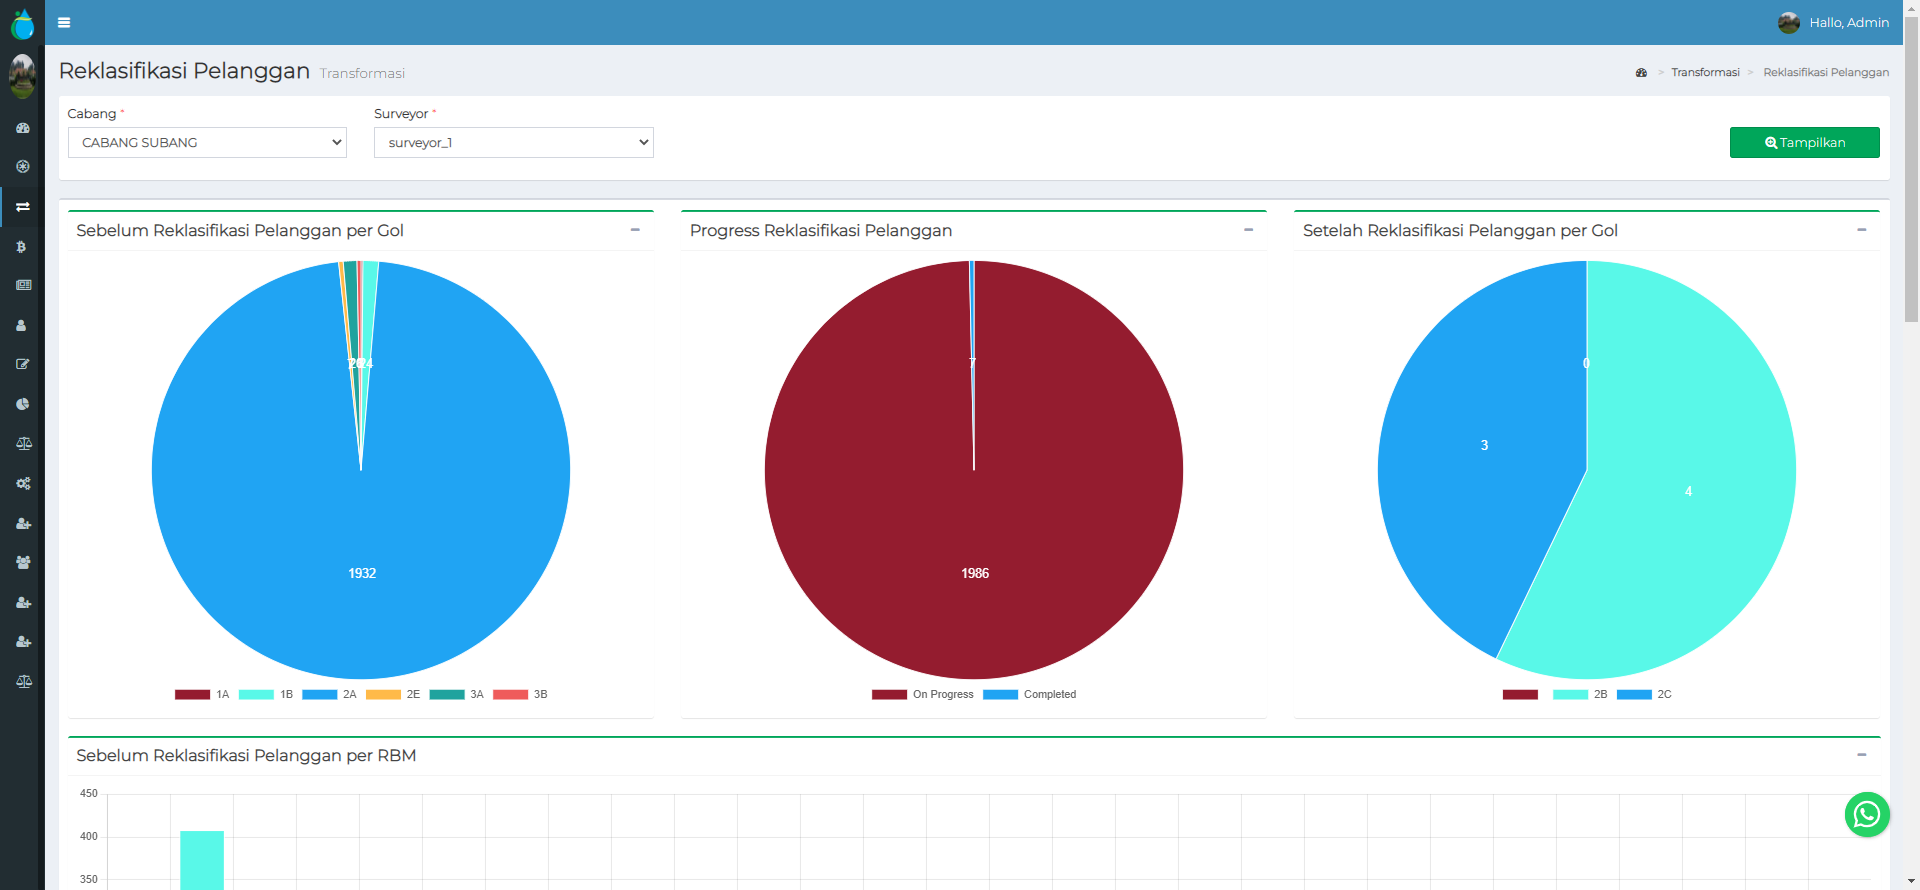 Hallo, Admin
Reklasifikasi Pelanggan Transformasi
> Transformasi > Reklasifikasi Pelanggan
Cabang * Surveyor *
CABANG SUBANG surveyor_1 Tampilkan
Sebelum Reklasifikasi Pelanggan per Gol
1932
1A 1B 2A 2E 3A 3B
Progress Reklasifikasi Pelanggan
7
1986
On Progress Completed
Setelah Reklasifikasi Pelanggan per Gol
0
3
4
2B 2C
Sebelum Reklasifikasi Pelanggan per RBM
450
400
350